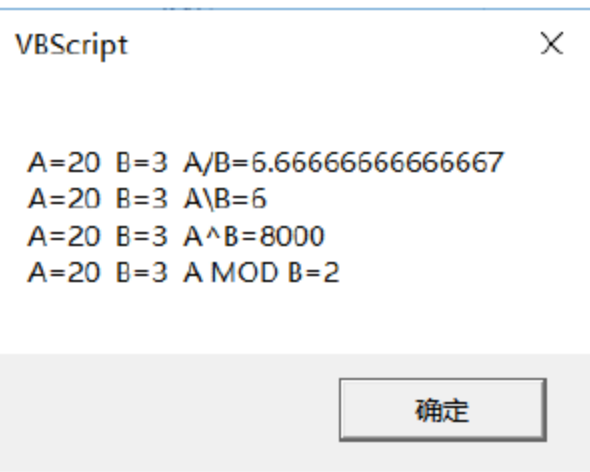 VBScript
A=20 B=3 A/B=6.66666666666667
A=20 B=3 A\B=6
A=20 B=3 A^B=8000
A=20 B=3 A MOD B=2
确定